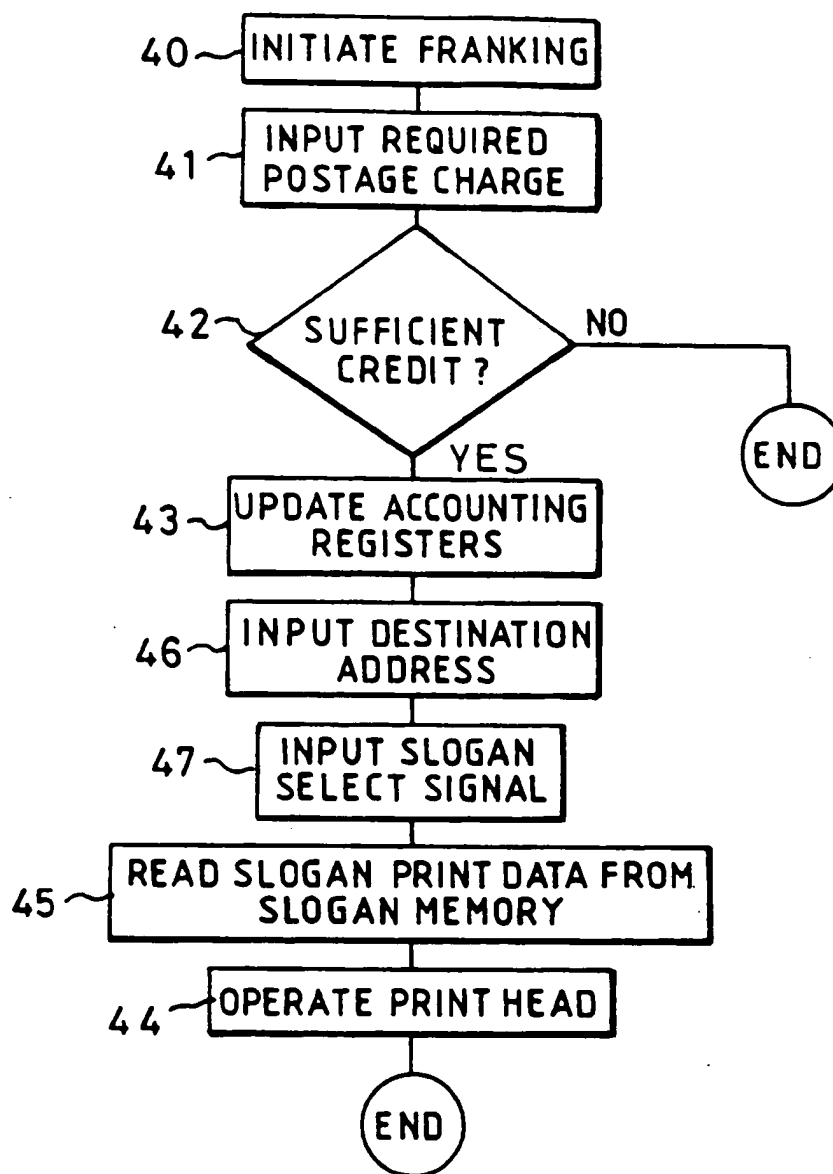 40
INITIATE FRANKING
41
INPUT REQUIRED
POSTAGE CHARGE
42
SUFFICIENT
CREDIT ?
NO
END
YES
43
UPDATE ACCOUNTING
REGISTERS
46
INPUT DESTINATION
ADDRESS
47
INPUT SLOGAN
SELECT SIGNAL
45
READ SLOGAN PRINT DATA FROM
SLOGAN MEMORY
44
OPERATE PRINT HEAD
END